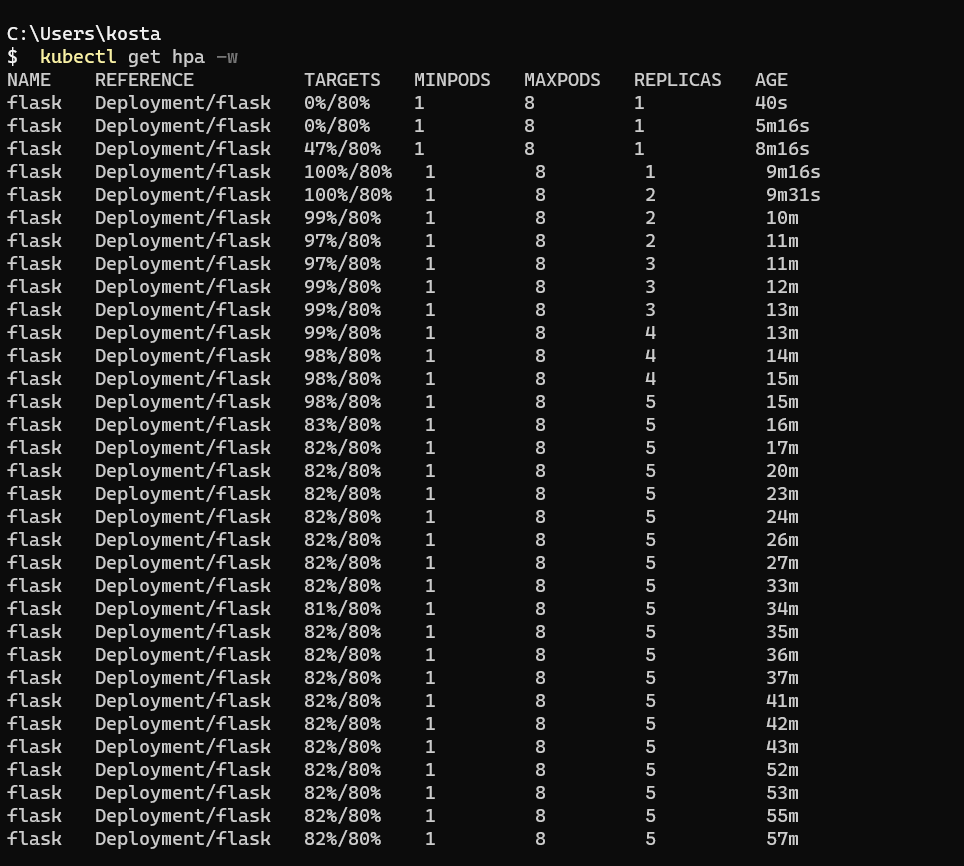 C:\Users\kosta
$  kubectl get hpa -w
NAME    REFERENCE          TARGETS   MINPODS   MAXPODS   REPLICAS   AGE
flask   Deployment/flask   0%/80%    1         8         1          40s
flask   Deployment/flask   0%/80%    1         8         1          5m16s
flask   Deployment/flask   47%/80%   1         8         1          8m16s
flask   Deployment/flask   100%/80%   1         8         1          9m16s
flask   Deployment/flask   100%/80%   1         8         2          9m31s
flask   Deployment/flask   99%/80%    1         8         2          10m
flask   Deployment/flask   97%/80%    1         8         2          11m
flask   Deployment/flask   97%/80%    1         8         3          11m
flask   Deployment/flask   99%/80%    1         8         3          12m
flask   Deployment/flask   99%/80%    1         8         3          13m
flask   Deployment/flask   99%/80%    1         8         4          13m
flask   Deployment/flask   98%/80%    1         8         4          14m
flask   Deployment/flask   98%/80%    1         8         4          15m
flask   Deployment/flask   98%/80%    1         8         5          15m
flask   Deployment/flask   83%/80%    1         8         5          16m
flask   Deployment/flask   82%/80%    1         8         5          17m
flask   Deployment/flask   82%/80%    1         8         5          20m
flask   Deployment/flask   82%/80%    1         8         5          23m
flask   Deployment/flask   82%/80%    1         8         5          24m
flask   Deployment/flask   82%/80%    1         8         5          26m
flask   Deployment/flask   82%/80%    1         8         5          27m
flask   Deployment/flask   82%/80%    1         8         5          33m
flask   Deployment/flask   81%/80%    1         8         5          34m
flask   Deployment/flask   82%/80%    1         8         5          35m
flask   Deployment/flask   82%/80%    1         8         5          36m
flask   Deployment/flask   82%/80%    1         8         5          37m
flask   Deployment/flask   82%/80%    1         8         5          41m
flask   Deployment/flask   82%/80%    1         8         5          42m
flask   Deployment/flask   82%/80%    1         8         5          43m
flask   Deployment/flask   82%/80%    1         8         5          52m
flask   Deployment/flask   82%/80%    1         8         5          53m
flask   Deployment/flask   82%/80%    1         8         5          55m
flask   Deployment/flask   82%/80%    1         8         5          57m